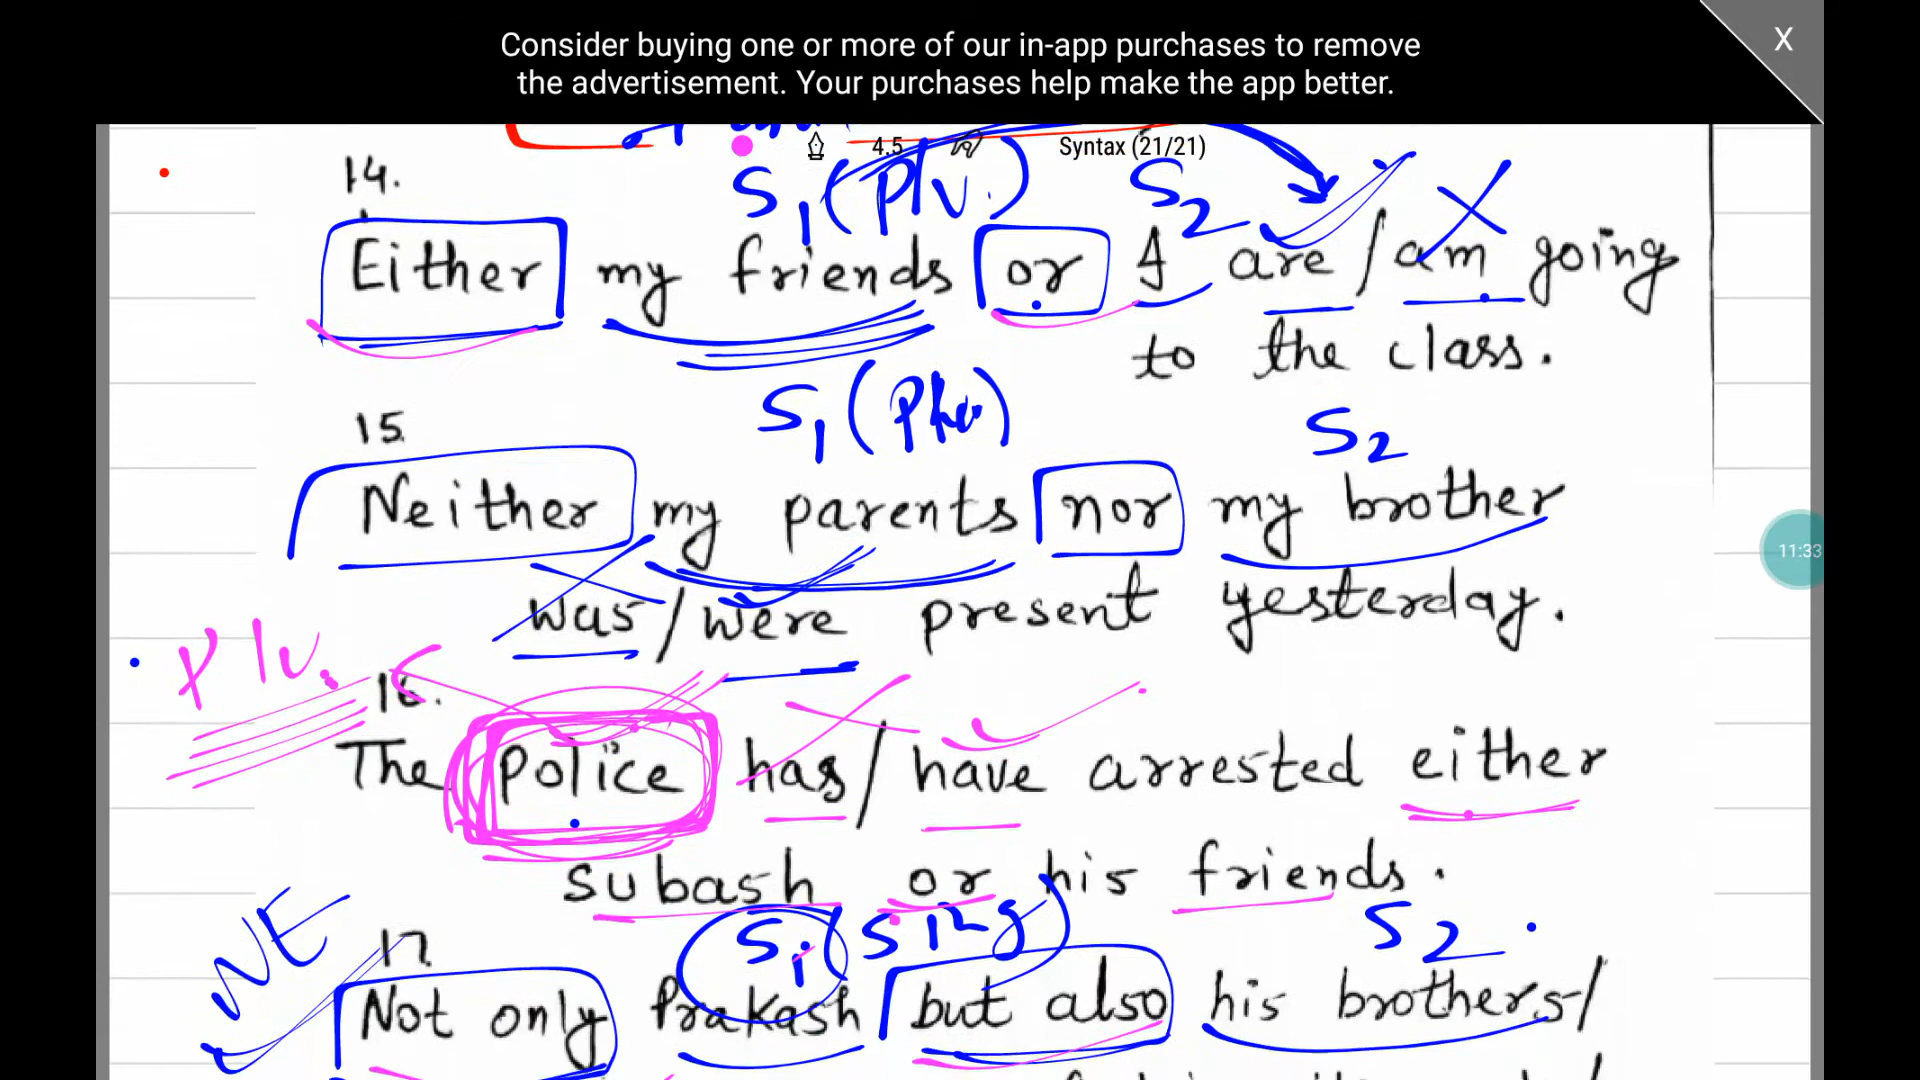 Consider buying one or more of our in-app purchases to remove
the advertisement. Your purchases help make the app better.
X
4.5 Syntax (21/21)
14.
S1 (Plu.) S2
Either my friends or I are / am going
to the class.
S1 (Plu) S2
15.
Neither my parents nor my brother
was / were present yesterday.
11:33
Plu.
16.
The police has / have arrested either
subash or his friends.
S1 (sing) S2
NE
17.
Not only Prakash but also his brothers /